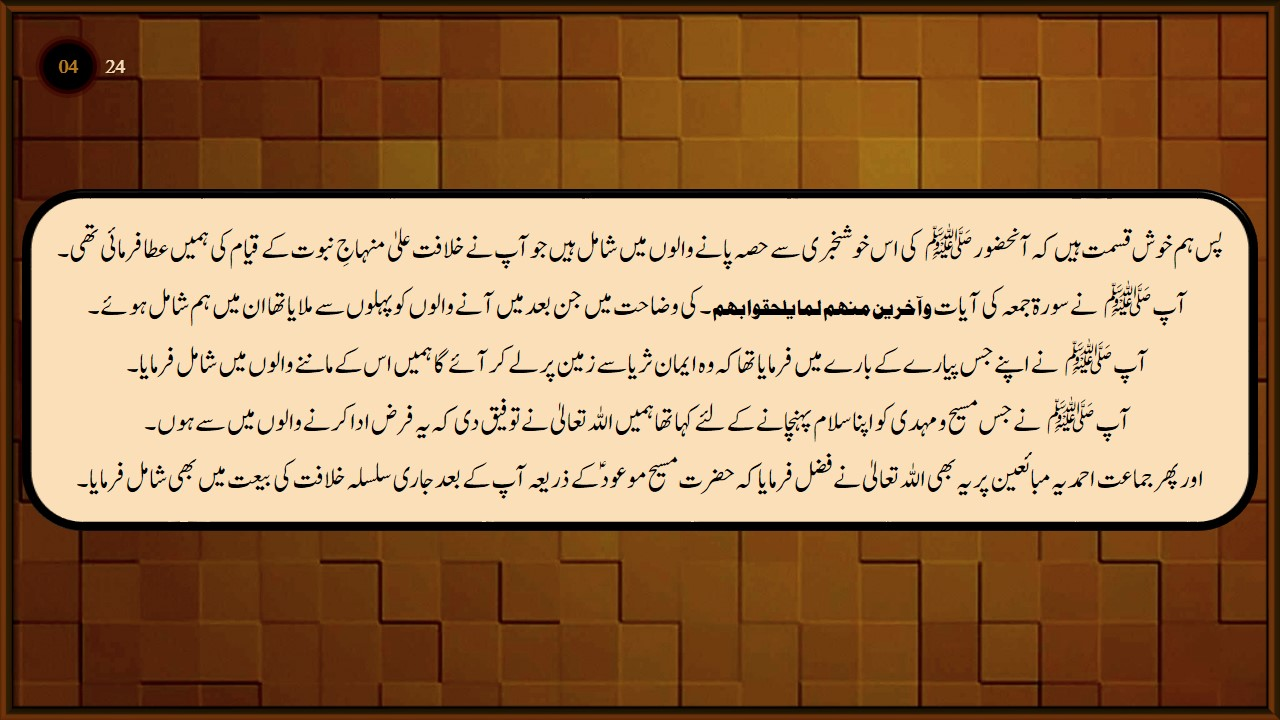 04 24
پس ہم خوش قسمت ہیں کہ آنحضور ﷺ کی اس خوشخبری سے حصہ پانے والوں میں شامل ہیں جو آپ نے خلافت علیٰ منہاجِ نبوت کے قیام کی ہمیں عطا فرمائی تھی۔
آپ ﷺ نے سورۃ جمعہ کی آیات وآخرین منھم لما یلحقوا بھم۔ کی وضاحت میں جن بعد میں آنے والوں کو پہلوں سے ملایا تھا ان میں ہم شامل ہوئے۔
آپ ﷺ نے اپنے جس پیارے کے بارے میں فرمایا تھا کہ وہ ایمان ثریا سے زمین پر لے کر آئے گا ہمیں اس کے ماننے والوں میں شامل فرمایا۔
آپ ﷺ نے جس مسیح و مہدی کو اپنا سلام پہنچانے کے لئے کہا تھا ہمیں اللہ تعالیٰ نے توفیق دی کہ یہ فرض ادا کرنے والوں میں سے ہوں۔
اور پھر جماعت احمدیہ مبائعین پر یہ بھی اللہ تعالیٰ نے فضل فرمایا کہ حضرت مسیح موعودؑ کے ذریعہ آپ کے بعد جاری سلسلہ خلافت کی بیعت میں بھی شامل فرمایا۔